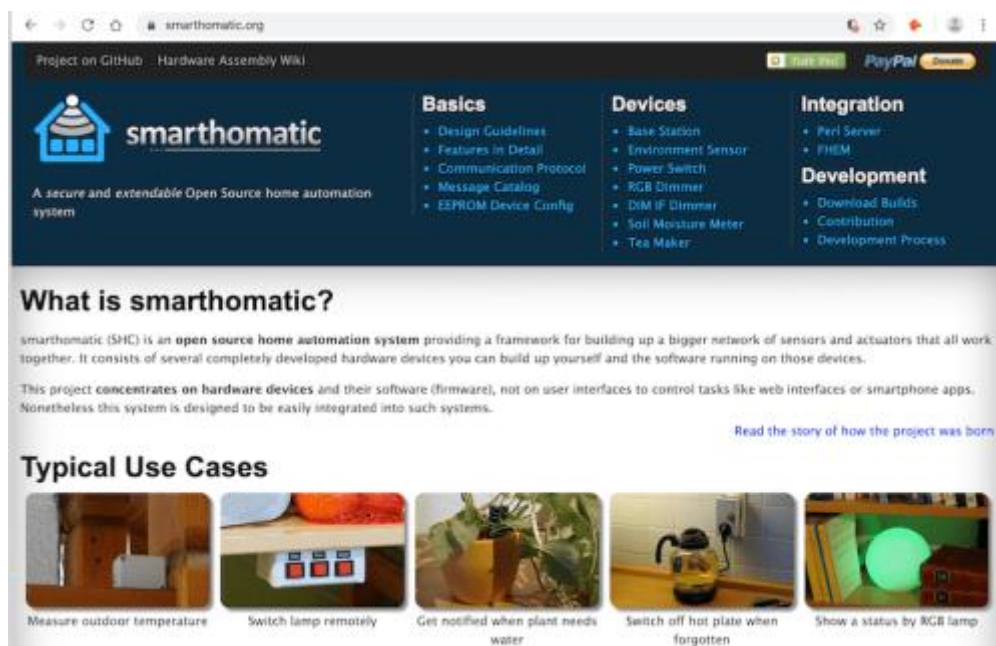 smarthomatic.org
Project on GitHub Hardware Assembly Wiki
PayPal Donate
smarthomatic
A secure and extendable Open Source home automation
system
Basics
Design Guidelines
Features in Detail
Communication Protocol
Message Catalog
EEPROM Device Config
Devices
Base Station
Environment Sensor
Power Switch
RGB Dimmer
DIM IF Dimmer
Soil Moisture Meter
Tea Maker
Integration
Perl Server
FHEM
Development
Download Builds
Contribution
Development Process
What is smarthomatic?
smarthomatic (SHC) is an open source home automation system providing a framework for building up a bigger network of sensors and actuators that all work
together. It consists of several completely developed hardware devices you can build up yourself and the software running on those devices.
This project concentrates on hardware devices and their software (firmware), not on user interfaces to control tasks like web interfaces or smartphone apps.
Nonetheless this system is designed to be easily integrated into such systems.
Read the story of how the project was born
Typical Use Cases
Measure outdoor temperature
Switch lamp remotely
Get notified when plant needs
water
Switch off hot plate when
forgotten
Show a status by RGB lamp